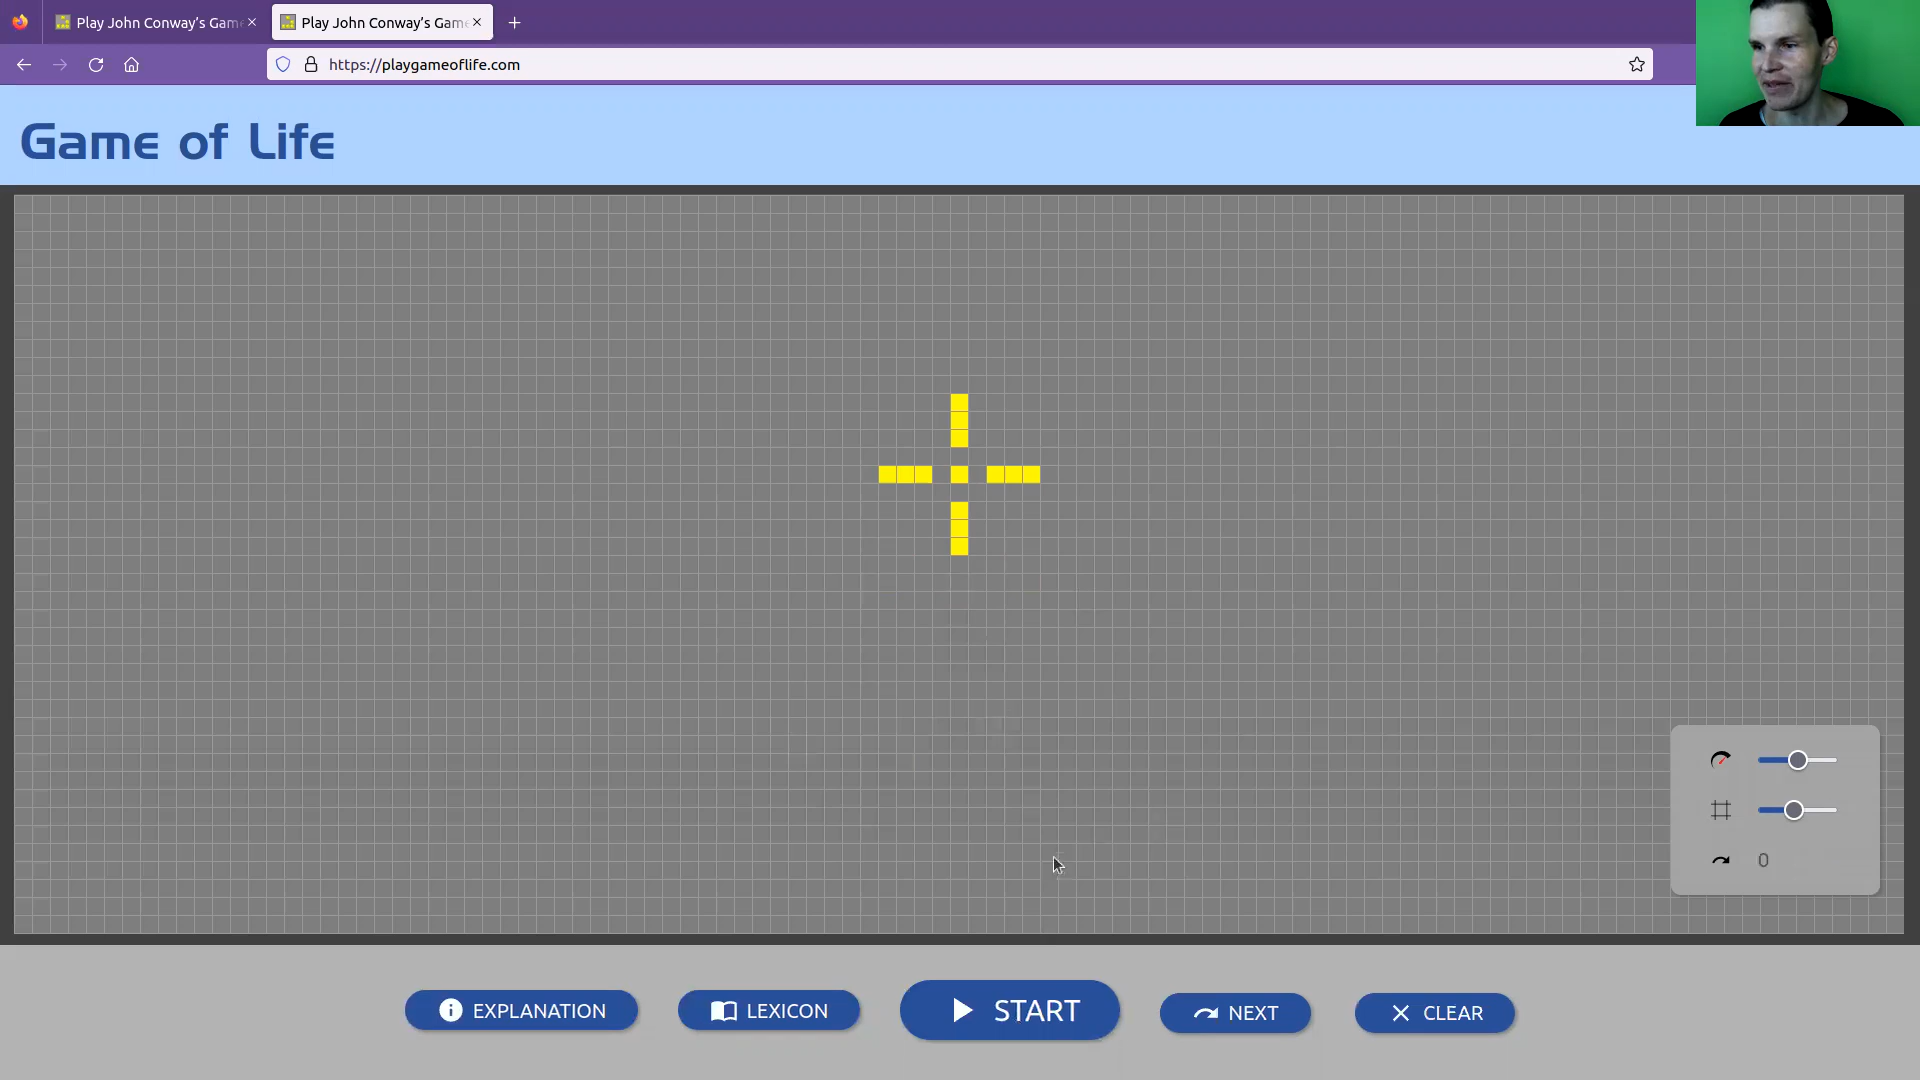 Play John Conway's Game
Play John Conway's Game
https://playgameoflife.com
Game of Life
0
EXPLANATION
LEXICON
START
NEXT
CLEAR